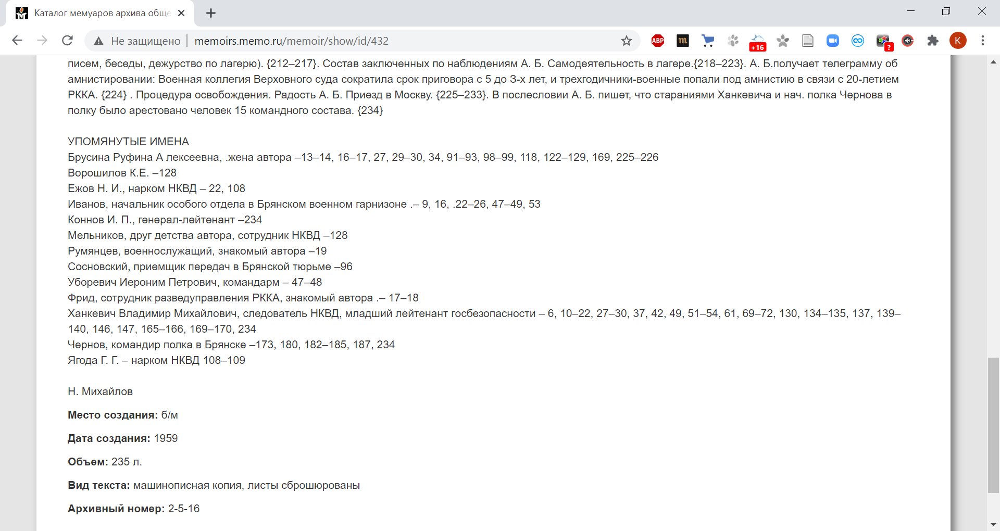 Каталог мемуаров архива обще
Не защищено memoirs.memo.ru/memoir/show/id/432
ABP
m
+16
?
K
писем, беседы, дежурство по лагерю). {212–217}. Состав заключенных по наблюдениям А. Б. Самодеятельность в лагере.{218–223}. А. Б.получает телеграмму об
амнистировании: Военная коллегия Верховного суда сократила срок приговора с 5 до 3-х лет, и трехгодичники-военные попали под амнистию в связи с 20-летием
РККА. {224} . Процедура освобождения. Радость А. Б. Приезд в Москву. {225–233}. В послесловии А. Б. пишет, что стараниями Ханкевича и нач. полка Чернова в
полку было арестовано человек 15 командного состава. {234}
УПОМЯНУТЫЕ ИМЕНА
Брусина Руфина А лексеевна, .жена автора –13–14, 16–17, 27, 29–30, 34, 91–93, 98–99, 118, 122–129, 169, 225–226
Ворошилов К.Е. –128
Ежов Н. И., нарком НКВД – 22, 108
Иванов, начальник особого отдела в Брянском военном гарнизоне .– 9, 16, .22–26, 47–49, 53
Коннов И. П., генерал-лейтенант –234
Мельников, друг детства автора, сотрудник НКВД –128
Румянцев, военнослужащий, знакомый автора –19
Сосновский, приемщик передач в Брянской тюрьме –96
Уборевич Иероним Петрович, командарм – 47–48
Фрид, сотрудник разведуправления РККА, знакомый автора .– 17–18
Ханкевич Владимир Михайлович, следователь НКВД, младший лейтенант госбезопасности – 6, 10–22, 27–30, 37, 42, 49, 51–54, 61, 69–72, 130, 134–135, 137, 139–
140, 146, 147, 165–166, 169–170, 234
Чернов, командир полка в Брянске –173, 180, 182–185, 187, 234
Ягода Г. Г. – нарком НКВД 108–109
Н. Михайлов
Место создания: б/м
Дата создания: 1959
Объем: 235 л.
Вид текста: машинописная копия, листы сброшюрованы
Архивный номер: 2-5-16